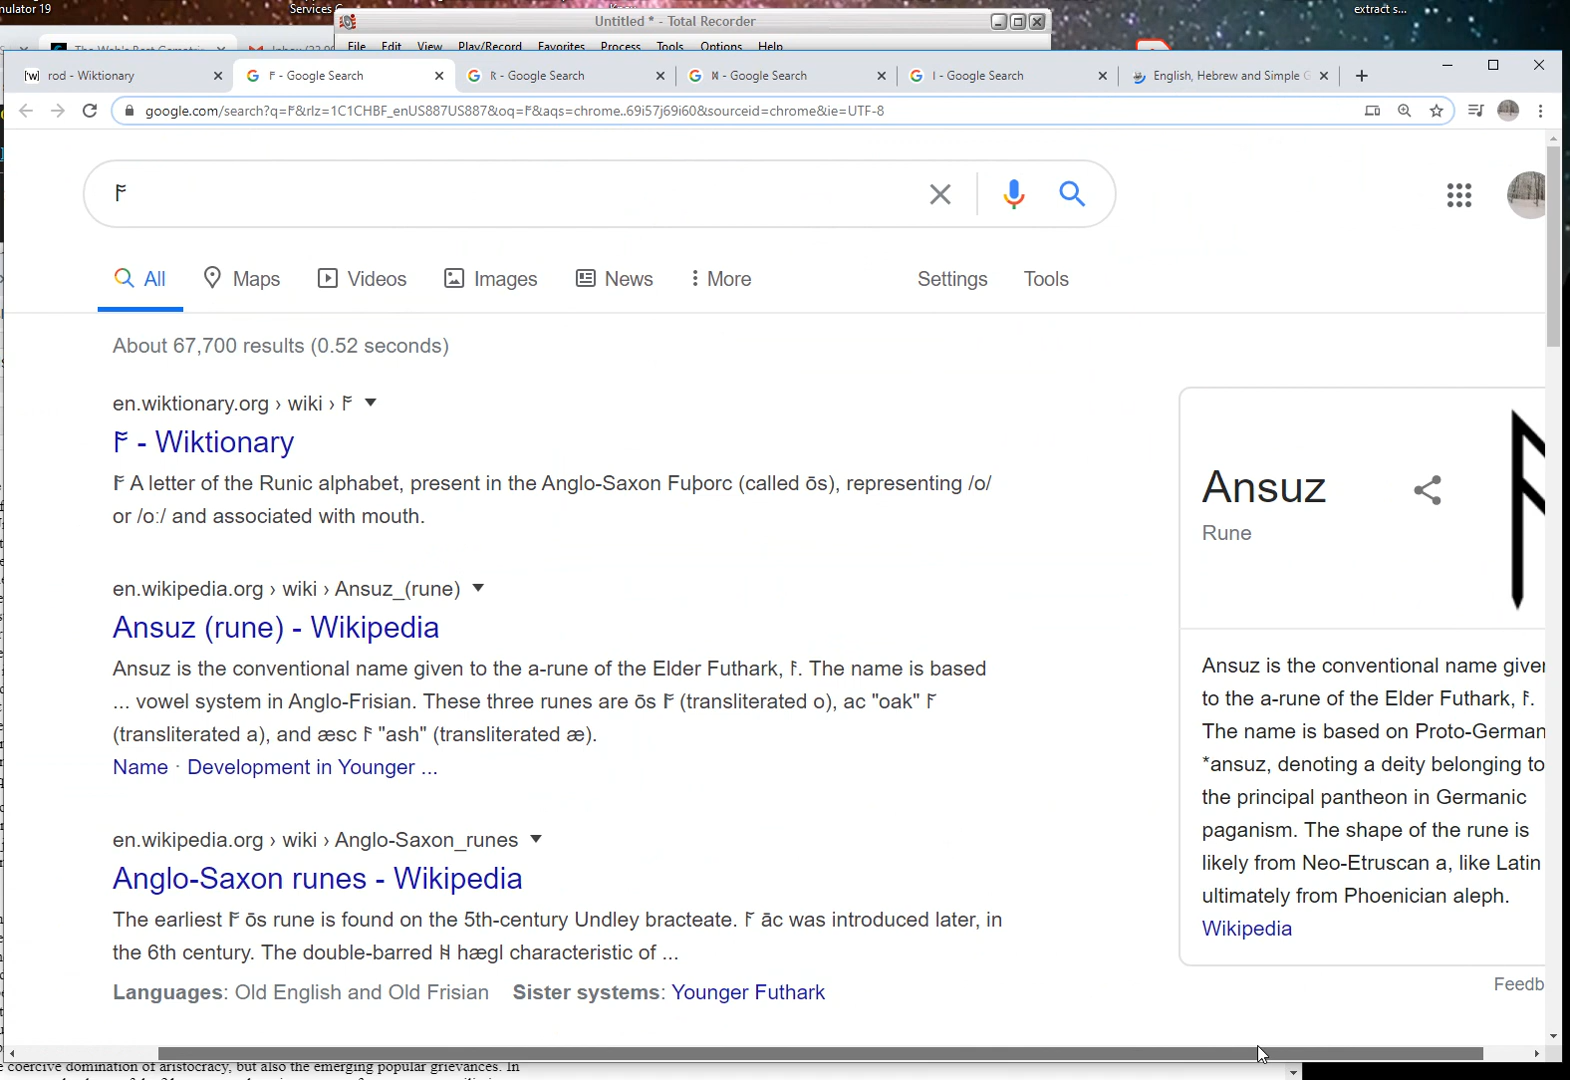 nulator 19
Services
extract s...
Untitled * - Total Recorder
File Edit View Play/Record Favorites Process Tools Options Help
rod - Wiktionary
ᚩ - Google Search
ᚱ - Google Search
ᛥ - Google Search
ᛁ - Google Search
English, Hebrew and Simple G
google.com/search?q=ᚩ&rlz=1C1CHBF_enUS887US887&oq=ᚩ&aqs=chrome..69i57j69i60&sourceid=chrome&ie=UTF-8
ᚩ
All Maps Videos Images News More Settings Tools
About 67,700 results (0.52 seconds)
en.wiktionary.org › wiki › ᚩ
ᚩ - Wiktionary
ᚩ A letter of the Runic alphabet, present in the Anglo-Saxon Fuþorc (called ōs), representing /o/
or /oː/ and associated with mouth.
en.wikipedia.org › wiki › Ansuz_(rune)
Ansuz (rune) - Wikipedia
Ansuz is the conventional name given to the a-rune of the Elder Futhark, ᚨ. The name is based
... vowel system in Anglo-Frisian. These three runes are ōs ᚩ (transliterated o), ac "oak" ᚪ
(transliterated a), and æsc ᚫ "ash" (transliterated æ).
Name · Development in Younger ...
en.wikipedia.org › wiki › Anglo-Saxon_runes
Anglo-Saxon runes - Wikipedia
The earliest ᚩ ōs rune is found on the 5th-century Undley bracteate. ᚪ āc was introduced later, in
the 6th century. The double-barred ᚻ hægl characteristic of ...
Languages: Old English and Old Frisian Sister systems: Younger Futhark
Ansuz
Rune
Ansuz is the conventional name given
to the a-rune of the Elder Futhark, ᚨ.
The name is based on Proto-German
*ansuz, denoting a deity belonging to
the principal pantheon in Germanic
paganism. The shape of the rune is
likely from Neo-Etruscan a, like Latin
ultimately from Phoenician aleph.
Wikipedia
Feedb
e coercive domination of aristocracy, but also the emerging popular grievances. In